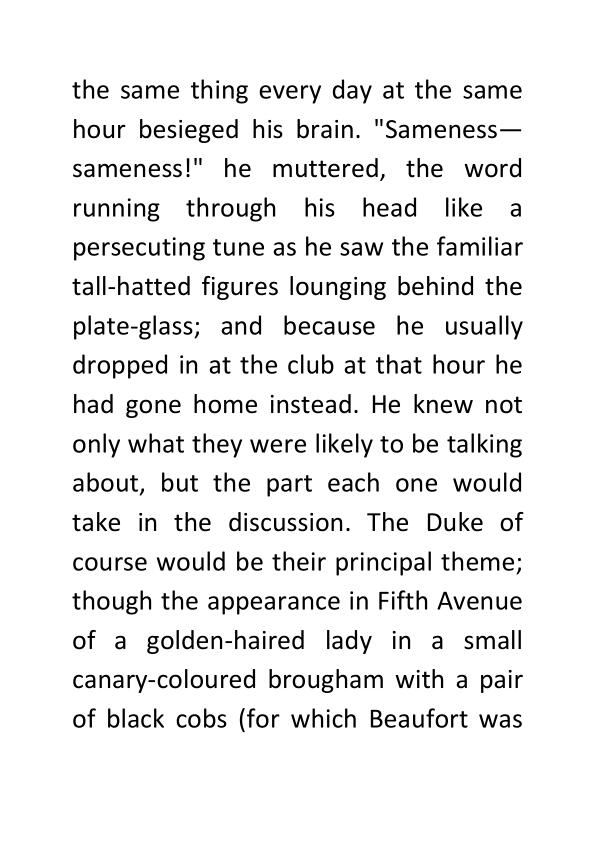 the same thing every day at the same
hour besieged his brain. "Sameness—
sameness!" he muttered, the word
running through his head like a
persecuting tune as he saw the familiar
tall-hatted figures lounging behind the
plate-glass; and because he usually
dropped in at the club at that hour he
had gone home instead. He knew not
only what they were likely to be talking
about, but the part each one would
take in the discussion. The Duke of
course would be their principal theme;
though the appearance in Fifth Avenue
of a golden-haired lady in a small
canary-coloured brougham with a pair
of black cobs (for which Beaufort was